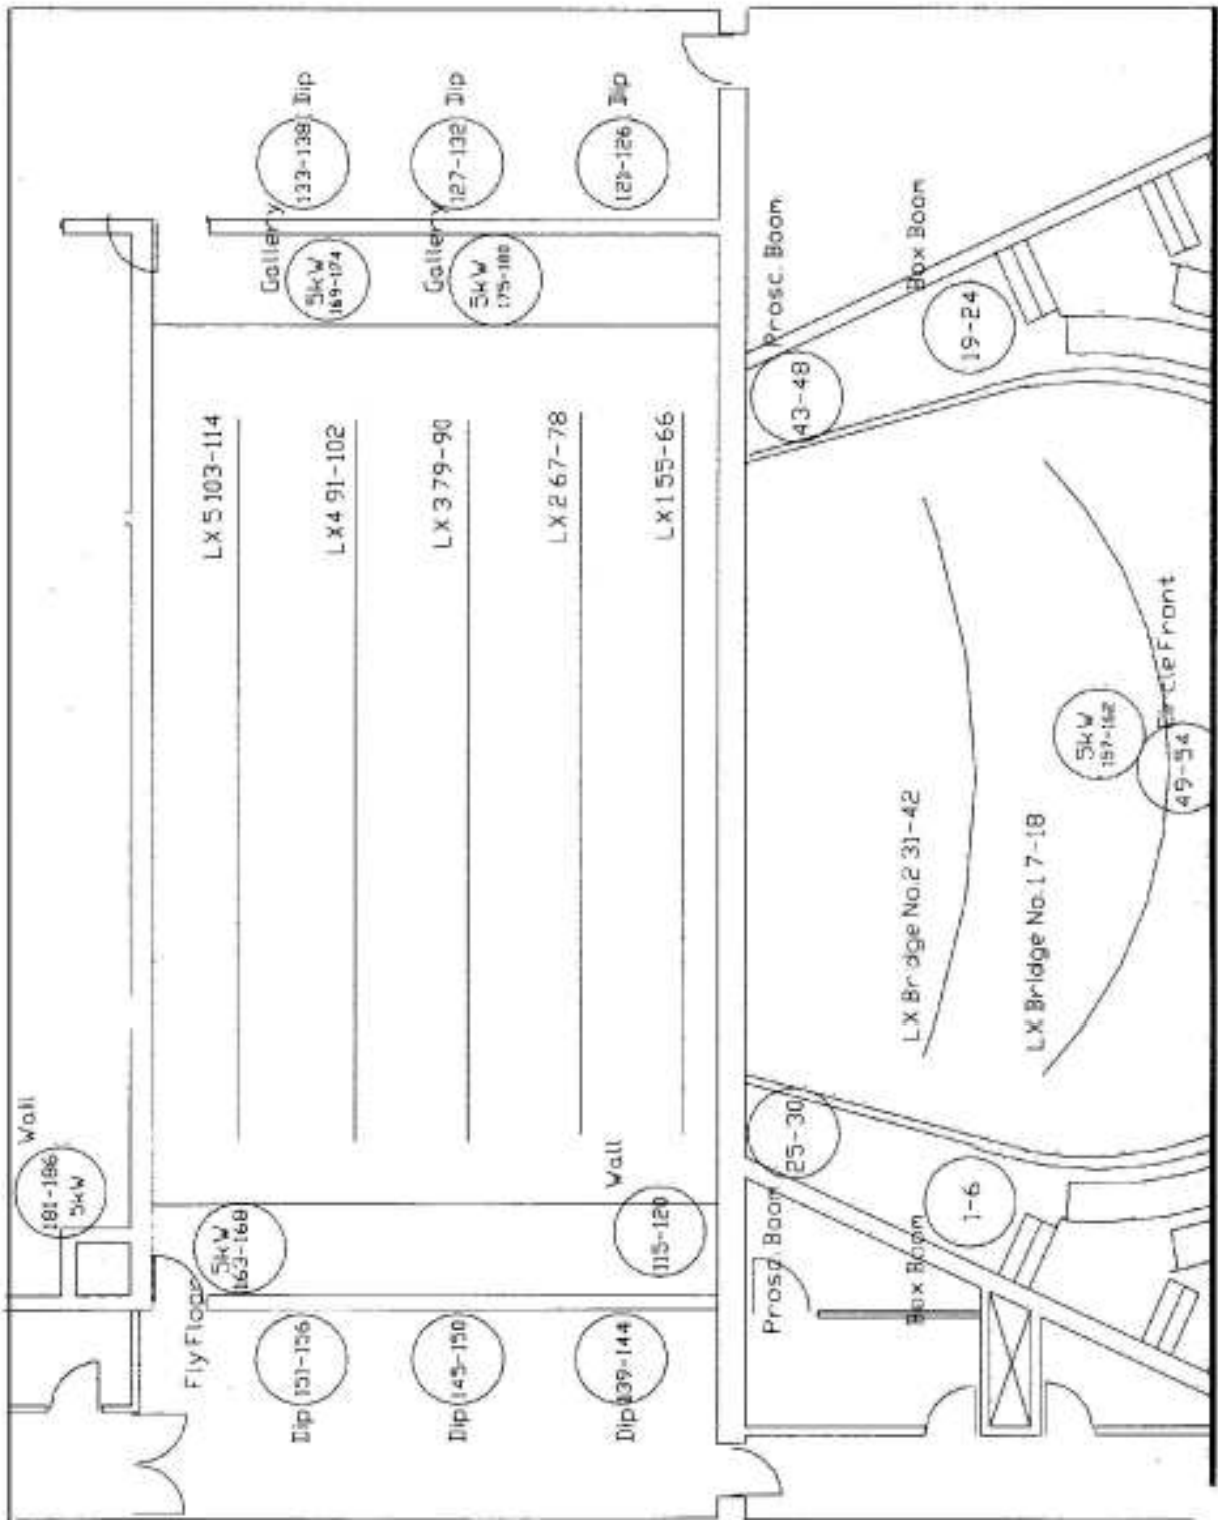 Dip
133-138
Dip
127-132
Dip
121-126
Gallery
5kW
169-174
Gallery
5kW
175-180
Prosc. Boom
43-48
Box Boom
19-24
LX 5 103-114
LX4 91-102
LX 3 79-90
LX 2 67-78
LX 1 55-66
Circle Front
5kW
157-162
49-54
LX Bridge No.2 31-42
LX Bridge No.1 7-18
Wall
181-186
5kW
Wall
115-120
5kW
163-168
Fly Floor
25-30
Prosc. Boom
1-6
Box Boom
Dip
151-156
Dip
145-150
Dip
139-144